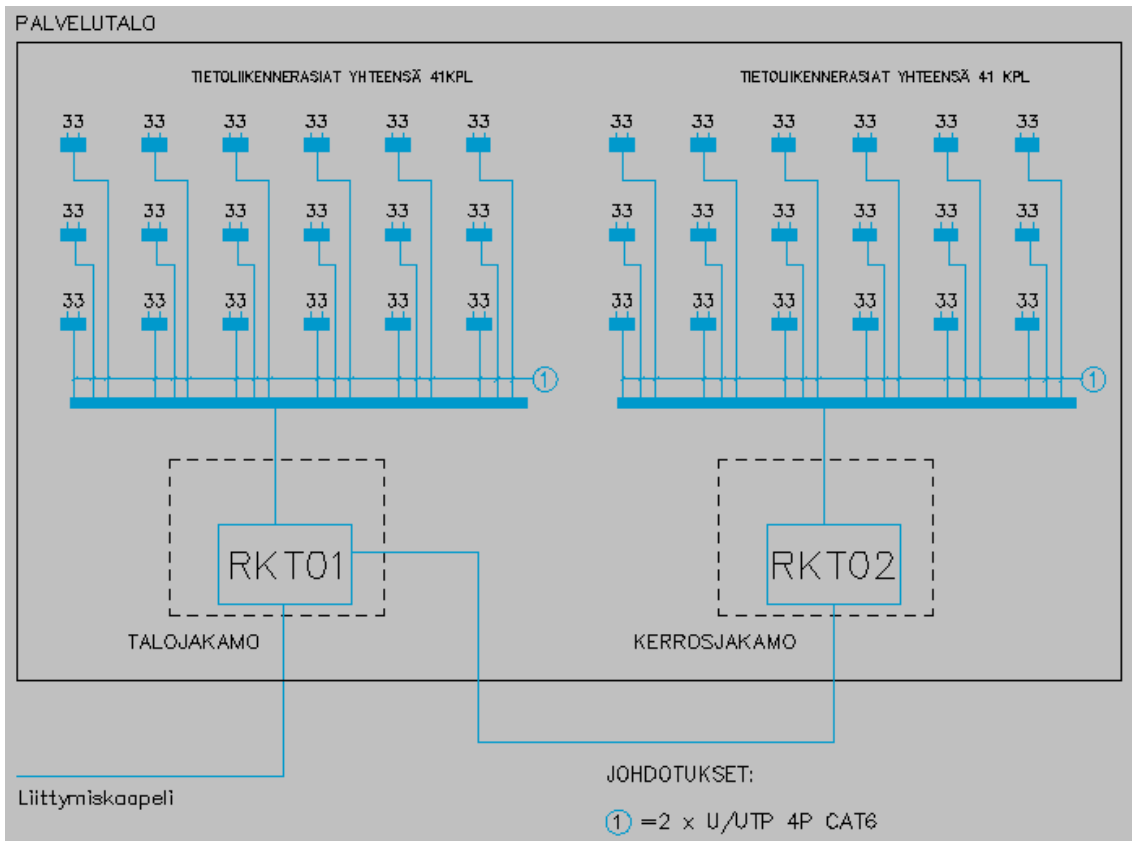 PALVELUTALO
TIETOLIIKENNERASIAT YHTEENSÄ 41KPL
TIETOLIIKENNERASIAT YHTEENSÄ 41 KPL
33 33 33 33 33 33 33 33 33 33 33 33
33 33 33 33 33 33 33 33 33 33 33 33
33 33 33 33 33 33 33 33 33 33 33 33
1 1
RKT01 RKT02
TALOJAKAMO KERROSJAKAMO
JOHDOTUKSET:
Liittymiskaapeli
1 =2 x U/UTP 4P CAT6